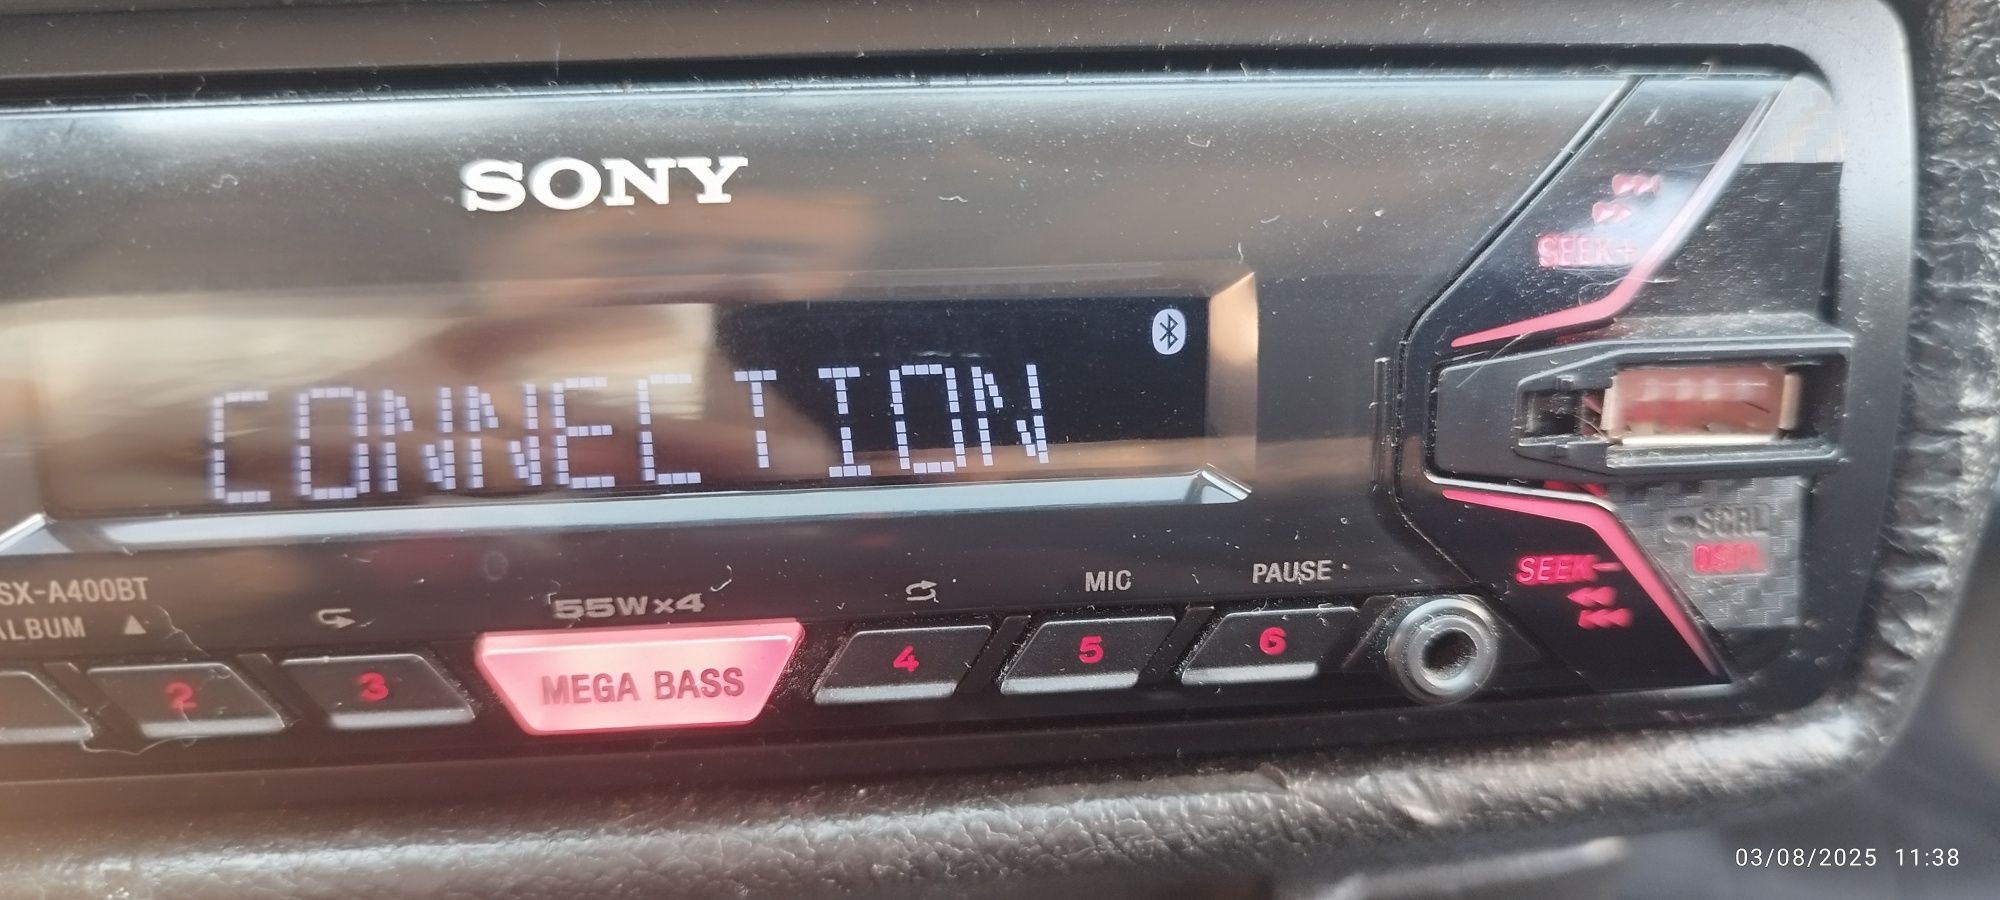 SONY
CONNECTION
SEEK+
SX-A400BT
ALBUM ▲
55W×4
MIC
PAUSE
2
3
MEGA BASS
4
5
6
SEEK−
SCRL
DSPL
03/08/2025 11:38